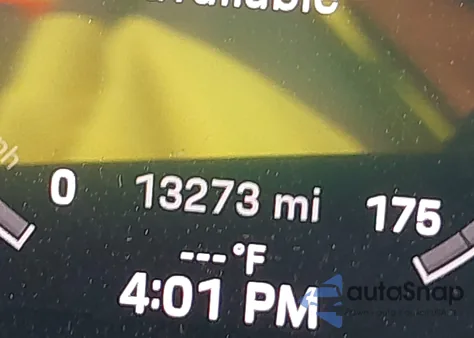 0
13273 mi
175
---°F
4:01 PM
autoSnap